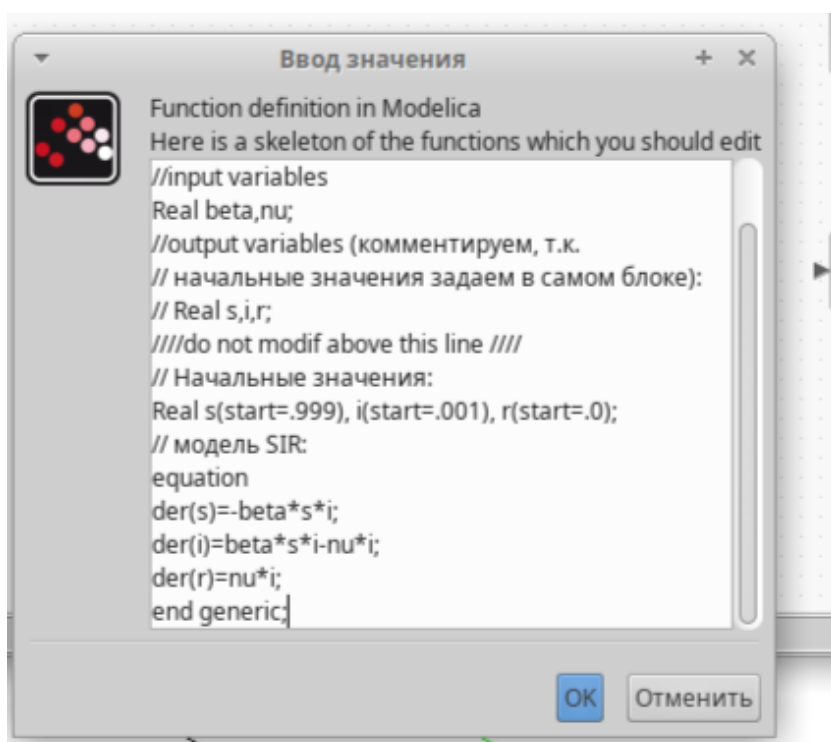 Ввод значения
Function definition in Modelica
Here is a skeleton of the functions which you should edit
//input variables
Real beta,nu;
//output variables (комментируем, т.к.
// начальные значения задаем в самом блоке):
// Real s,i,r;
////do not modif above this line ////
// Начальные значения:
Real s(start=.999), i(start=.001), r(start=.0);
// модель SIR:
equation
der(s)=-beta*s*i;
der(i)=beta*s*i-nu*i;
der(r)=nu*i;
end generic;
OK
Отменить